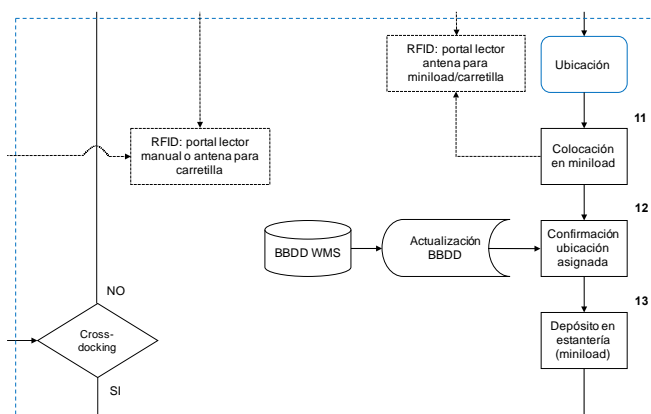 RFID: portal lector
antena para
miniload/carretilla
Ubicación
11
Colocación
en miniload
RFID: portal lector
manual o antena para
carretilla
12
Confirmación
ubicación
asignada
Actualización
BBDD
BBDD WMS
13
Depósito en
estantería
(miniload)
NO
Cross-
docking
SI